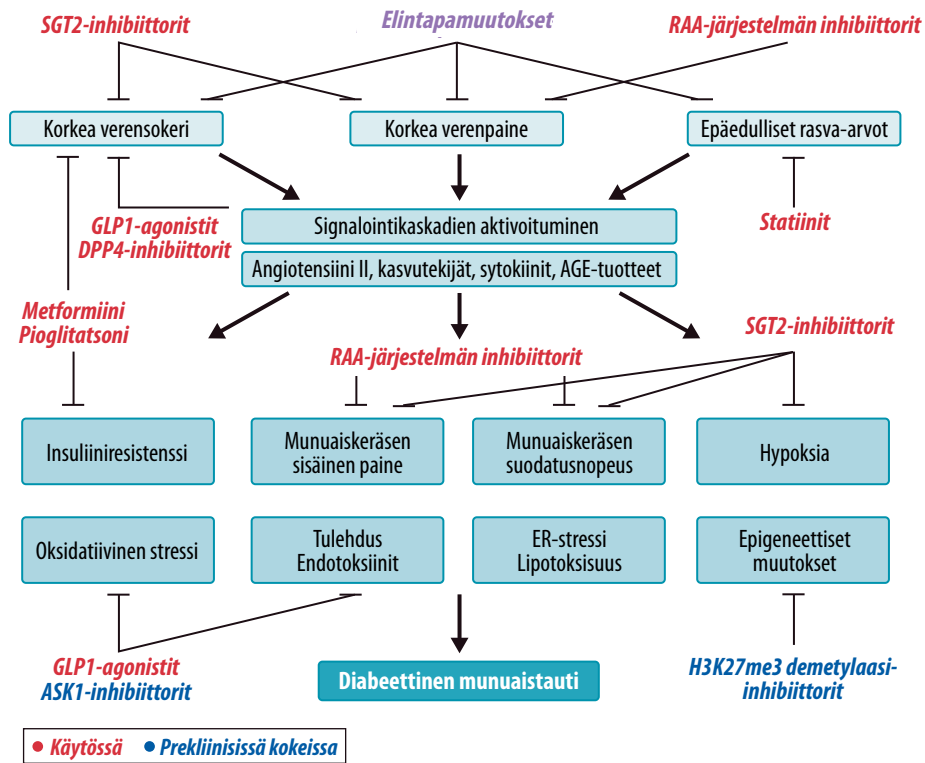 SGT2-inhibiittorit
Elintapamuutokset
RAA-järjestelmän inhibiittorit
Korkea verensokeri
Korkea verenpaine
Epäedulliset rasva-arvot
GLP1-agonistit
DPP4-inhibiittorit
Signalointikaskadien aktivoituminen
Statiinit
Angiotensiini II, kasvutekijät, sytokiinit, AGE-tuotteet
Metformiini
Pioglitatsoni
RAA-järjestelmän inhibiittorit
SGT2-inhibiittorit
Insuliiniresistenssi
Munuaiskeräsen
sisäinen paine
Munuaiskeräsen
suodatusnopeus
Hypoksia
Oksidatiivinen stressi
Tulehdus
Endotoksiinit
ER-stressi
Lipotoksisuus
Epigeneettiset
muutokset
GLP1-agonistit
ASK1-inhibiittorit
Diabeettinen munuaistauti
H3K27me3 demetylaasi-
inhibiittorit
• Käytössä • Prekliinisissä kokeissa